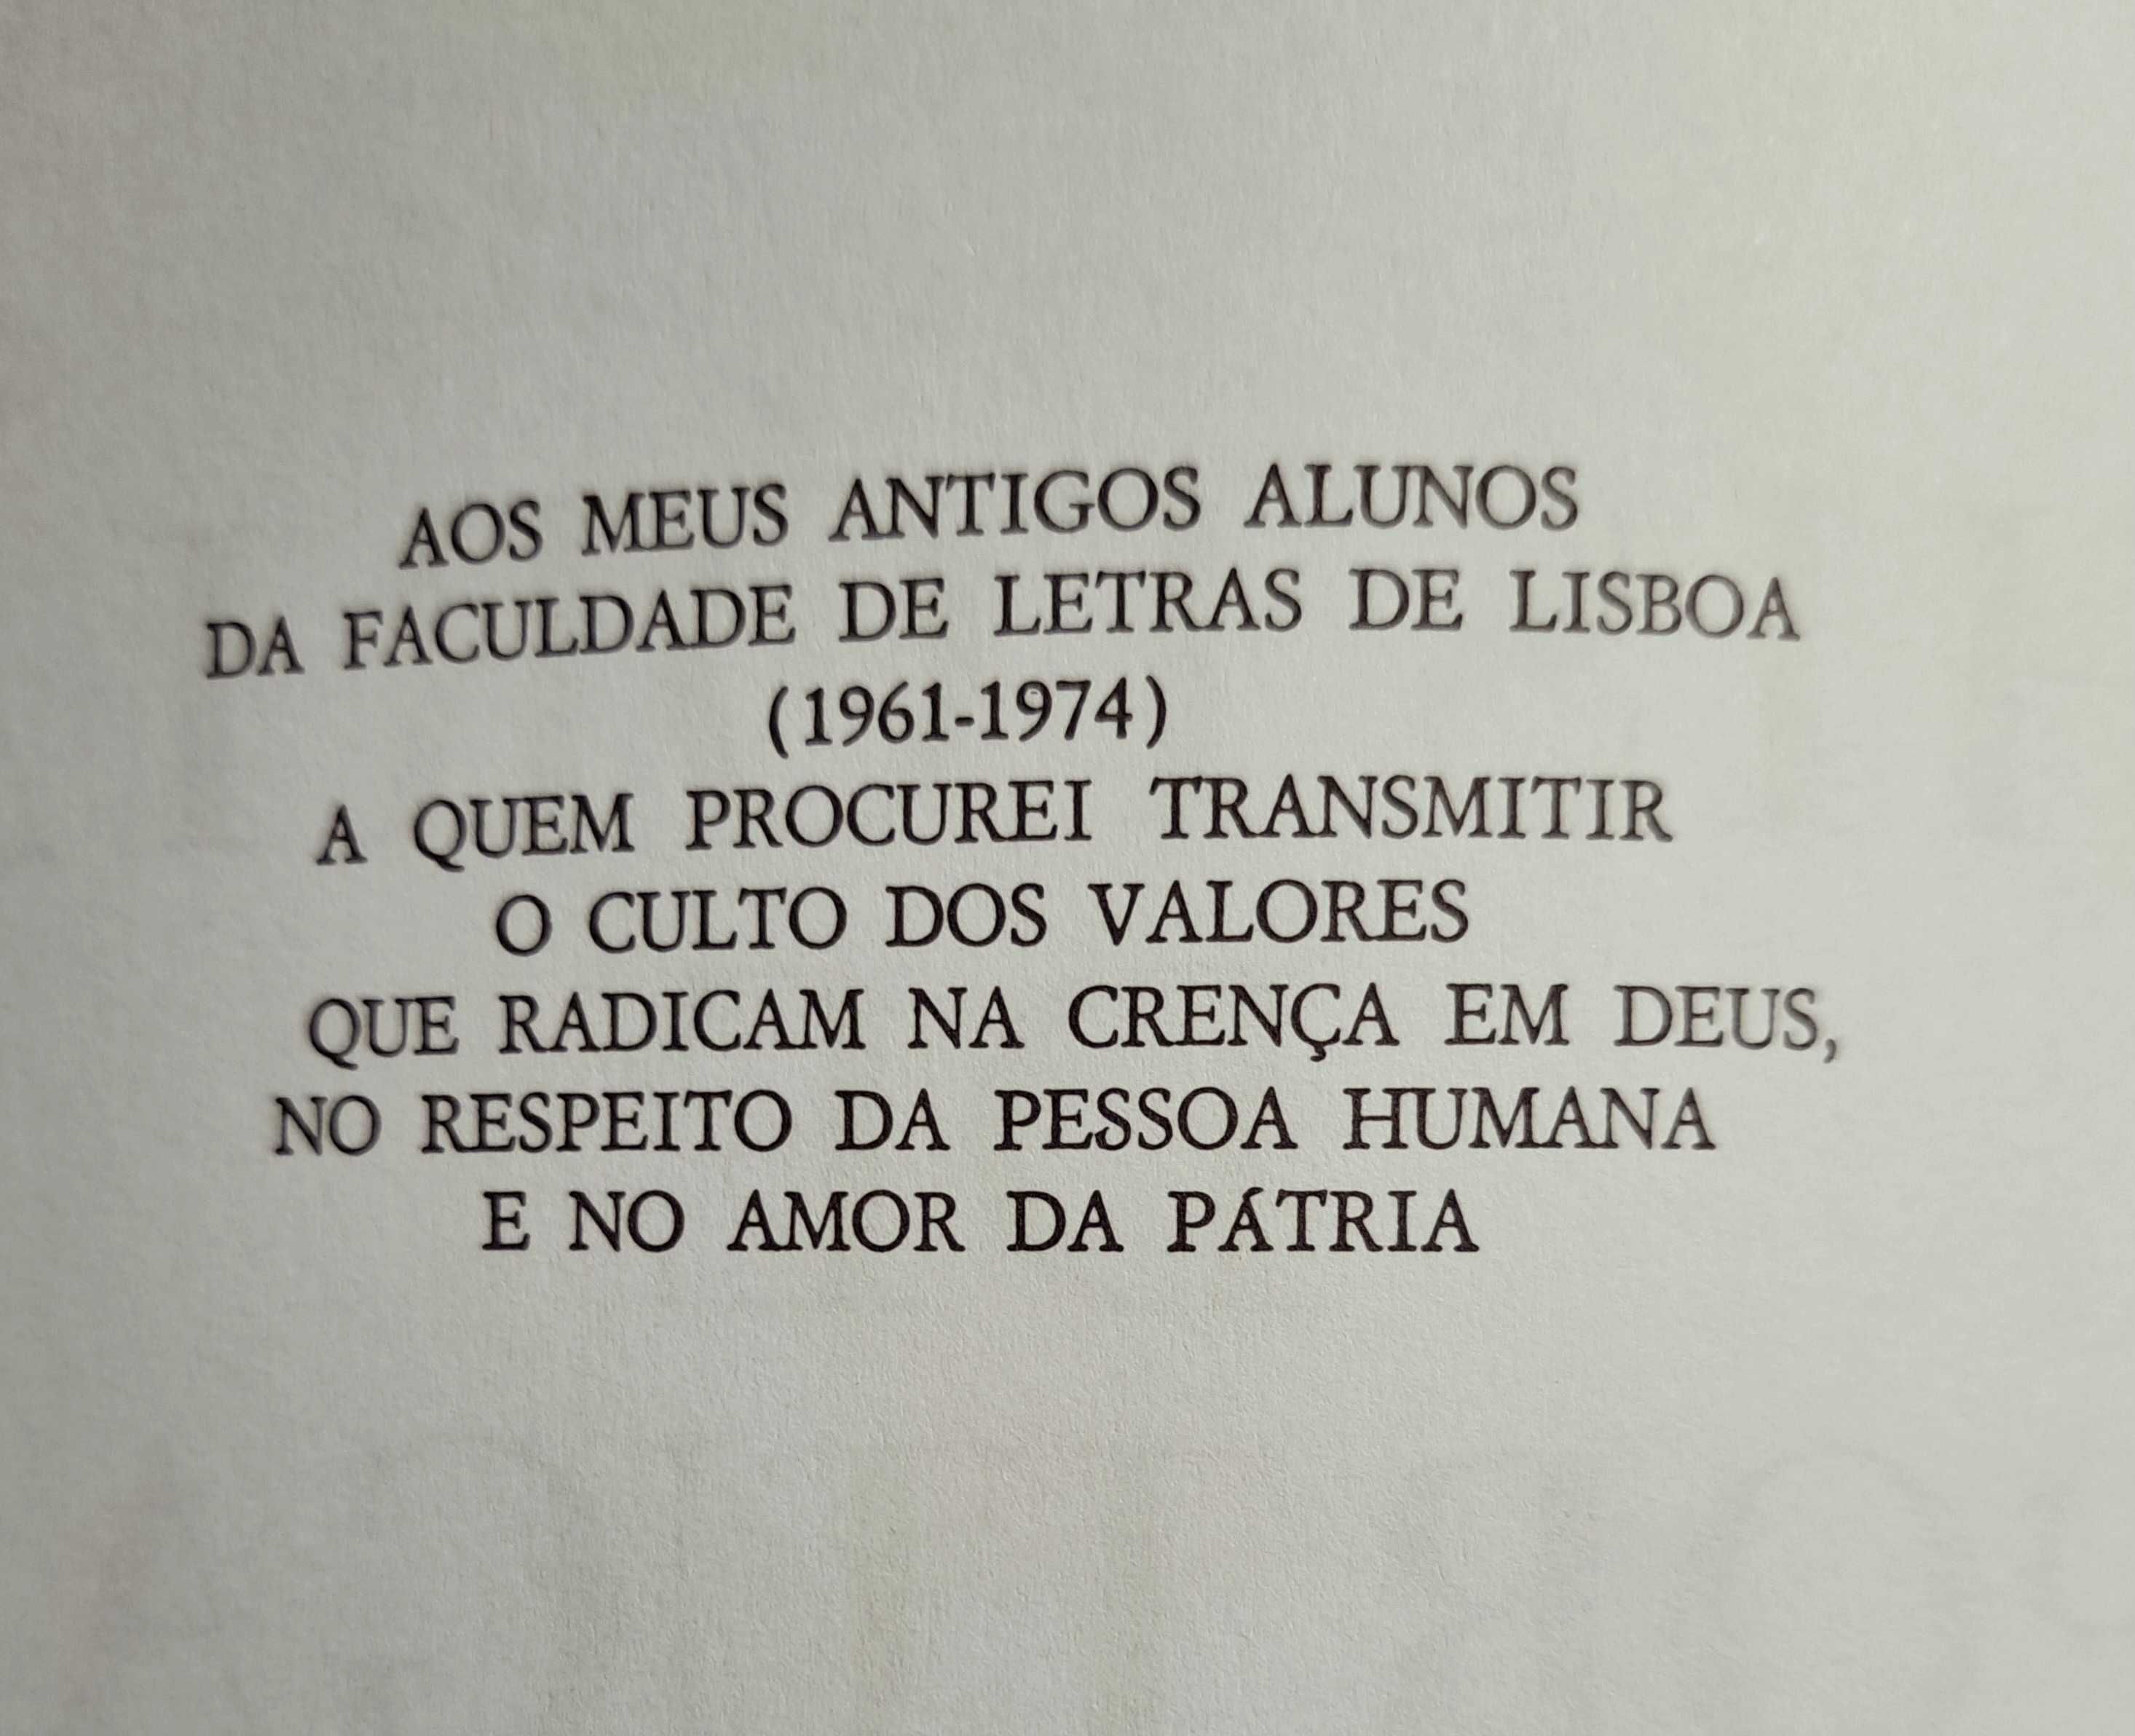 AOS MEUS ANTIGOS ALUNOS
DA FACULDADE DE LETRAS DE LISBOA
(1961-1974)
A QUEM PROCUREI TRANSMITIR
O CULTO DOS VALORES
QUE RADICAM NA CRENÇA EM DEUS,
NO RESPEITO DA PESSOA HUMANA
E NO AMOR DA PÁTRIA